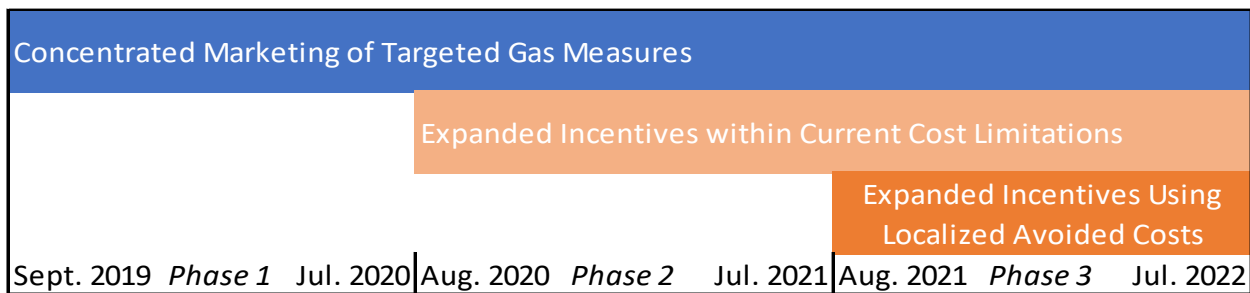 Concentrated Marketing of Targeted Gas Measures
Expanded Incentives within Current Cost Limitations
Expanded Incentives Using
Localized Avoided Costs
Sept. 2019 Phase 1 Jul. 2020 Aug. 2020 Phase 2 Jul. 2021 Aug. 2021 Phase 3 Jul. 2022